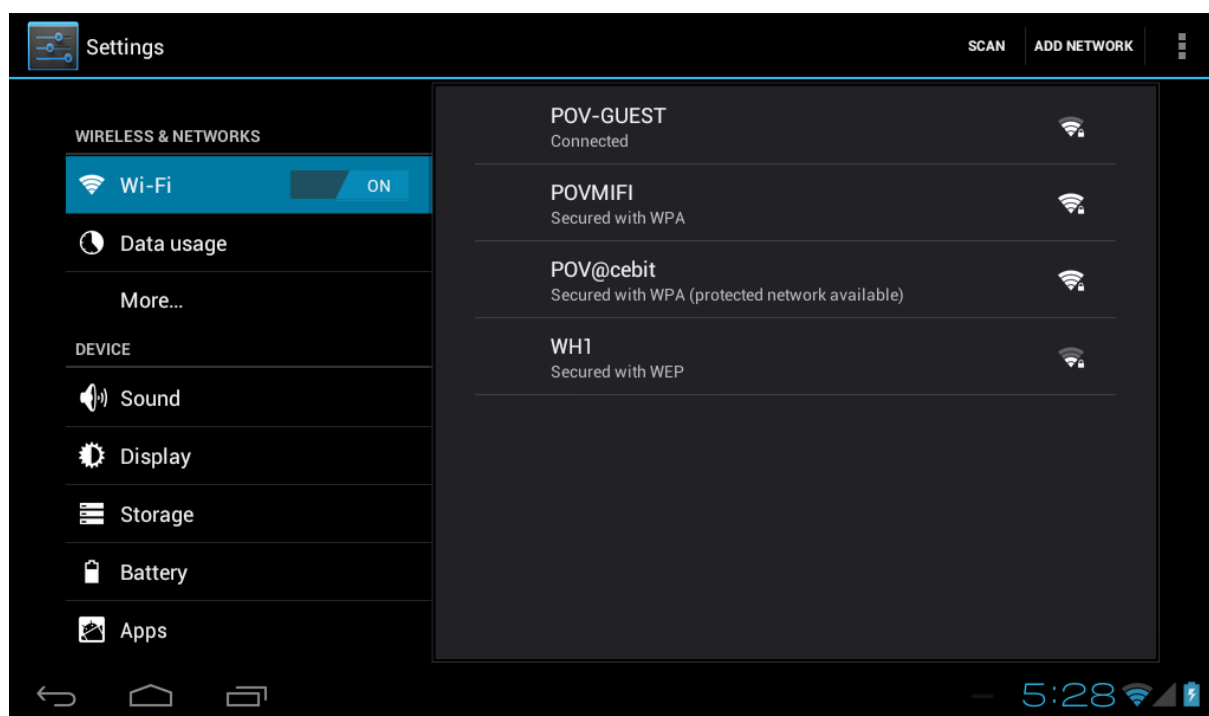 Settings
SCAN
ADD NETWORK
WIRELESS & NETWORKS
Wi-Fi
ON
Data usage
More...
DEVICE
Sound
Display
Storage
Battery
Apps
POV-GUEST
Connected
POVMIFI
Secured with WPA
POV@cebit
Secured with WPA (protected network available)
WH1
Secured with WEP
5:28